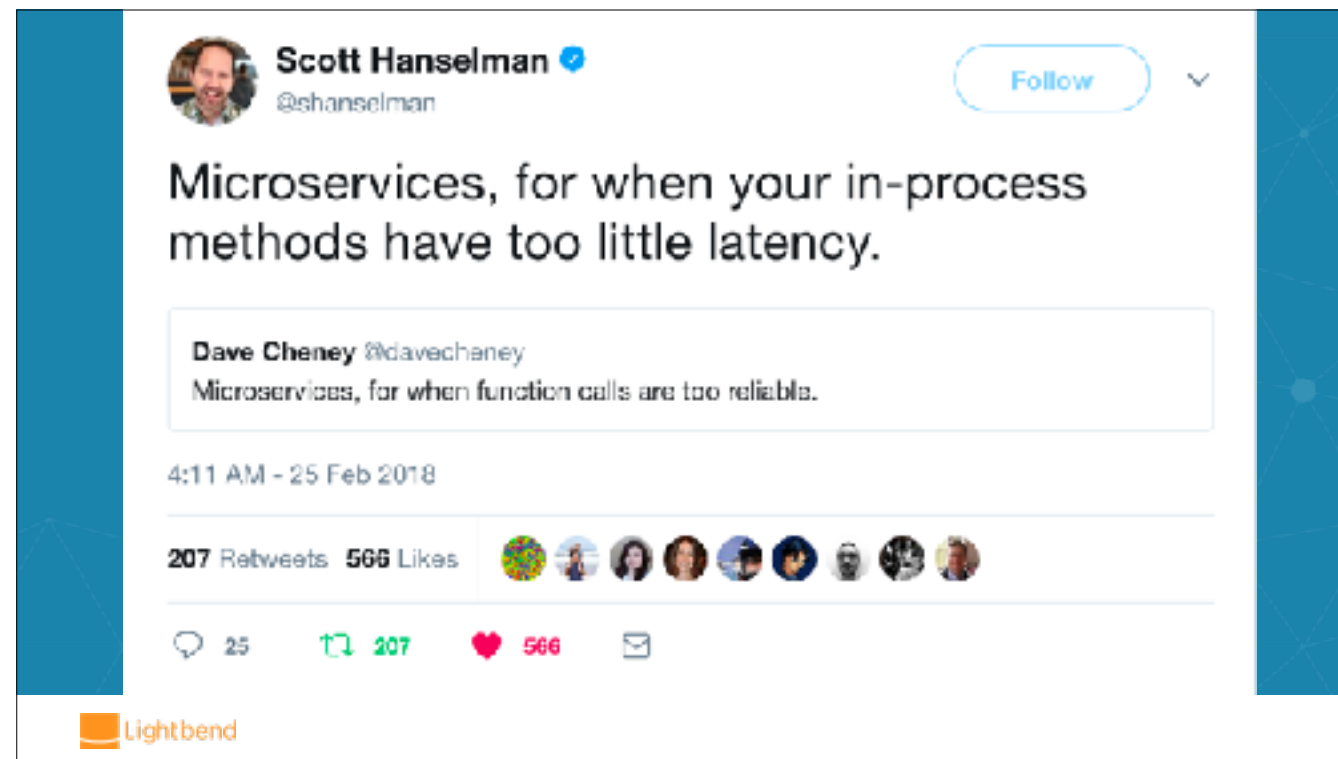 Scott Hanselman
@shanselman
Follow
Microservices, for when your in-process
methods have too little latency.
Dave Cheney @davecheney
Microservices, for when function calls are too reliable.
4:11 AM - 25 Feb 2018
207 Retweets 566 Likes
25 207 566
Lightbend